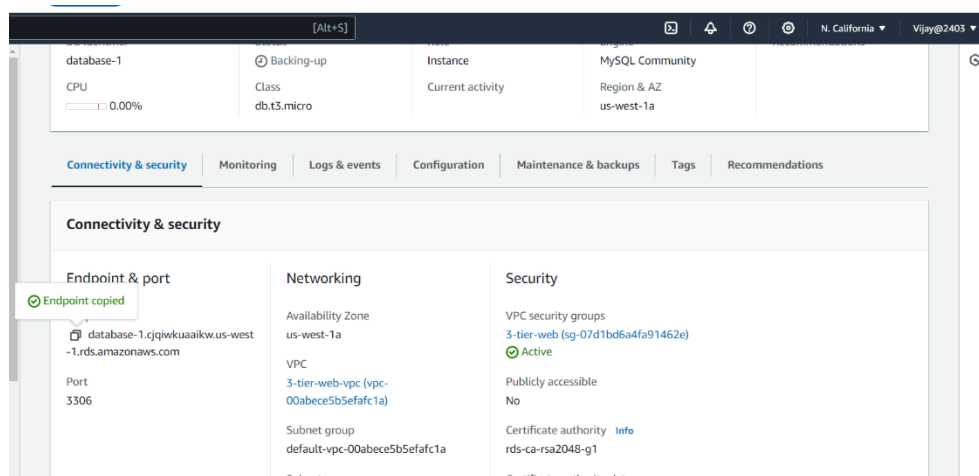 [Alt+S] N. California Vijay@2403
database-1 Backing-up Instance MySQL Community
CPU Class Current activity Region & AZ
0.00% db.t3.micro us-west-1a
Connectivity & security Monitoring Logs & events Configuration Maintenance & backups Tags Recommendations
Connectivity & security
Endpoint & port
Endpoint copied
database-1.cjqiwkuaaikw.us-west
-1.rds.amazonaws.com
Port
3306
Networking
Availability Zone
us-west-1a
VPC
3-tier-web-vpc (vpc-
00abece5b5efafc1a)
Subnet group
default-vpc-00abece5b5efafc1a
Security
VPC security groups
3-tier-web (sg-07d1bd6a4fa91462e)
Active
Publicly accessible
No
Certificate authority Info
rds-ca-rsa2048-g1